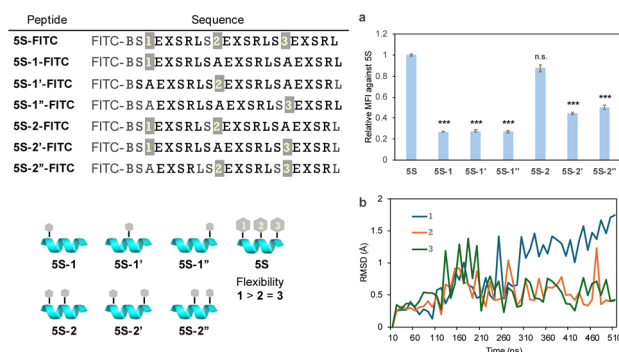 Peptide Sequence
5S-FITC FITC-BS1EXSRLS2EXSRLS3EXSRL
5S-1-FITC FITC-BS1EXSRLSAEXSRLSAEXSRL
5S-1'-FITC FITC-BSAEXSRLS2EXSRLSAEXSRL
5S-1''-FITC FITC-BSAEXSRLSAEXSRLS3EXSRL
5S-2-FITC FITC-BS1EXSRLS2EXSRLSAEXSRL
5S-2'-FITC FITC-BS1EXSRLSAEXSRLS3EXSRL
5S-2''-FITC FITC-BSAEXSRLS2EXSRLS3EXSRL
1 2 3
5S-1 5S-1' 5S-1'' 5S
Flexibility
1 > 2 = 3
5S-2 5S-2' 5S-2''
a
Relative MFI against 5S
1.2
1
0.8
0.6
0.4
0.2
0
*** *** *** n.s. *** ***
5S 5S-1 5S-1' 5S-1'' 5S-2 5S-2' 5S-2''
b
RMSD (Å)
2
1.5
1
0.5
0
1
2
3
10 60 110 160 210 260 310 360 410 460 510
Time (ns)